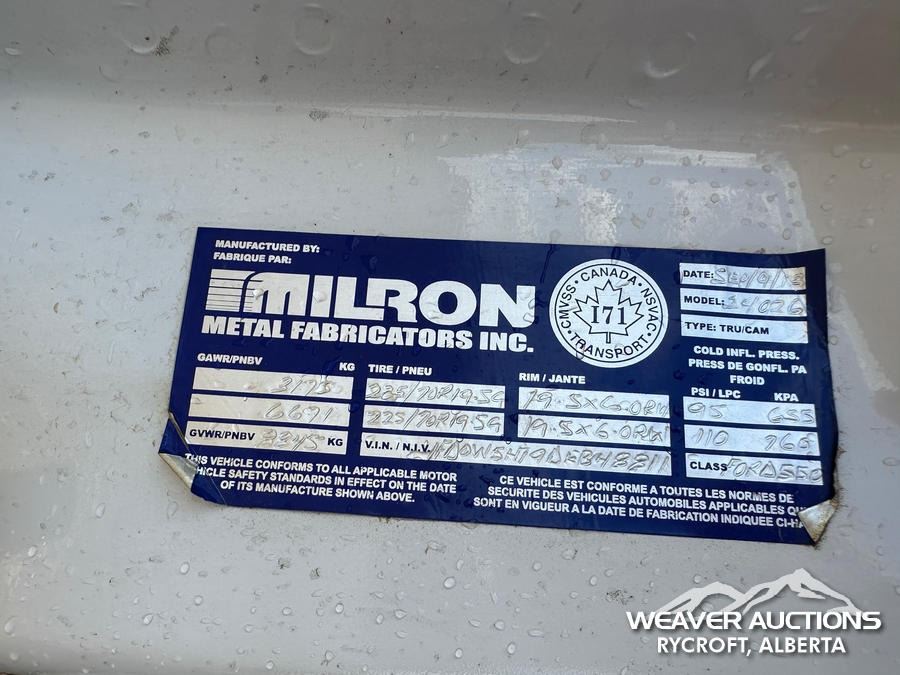 MANUFACTURED BY:
FABRIQUE PAR:
MILRON
METAL FABRICATORS INC.
CANADA
CMVSS
NSVAC
I71
TRANSPORT
DATE:
MODEL:
TYPE: TRU/CAM
COLD INFL. PRESS.
PRESS DE GONFL. PA
FROID
GAWR/PNBV KG TIRE / PNEU RIM / JANTE PSI / LPC KPA
3175 225/70R19.5G 19.5X6.0RW 95 655
225/70R19.5G 19.5X6.0RW 110
GVWR/PNBV KG V.I.N. / N.I.V. CLASS FORD550
THIS VEHICLE CONFORMS TO ALL APPLICABLE MOTOR
VEHICLE SAFETY STANDARDS IN EFFECT ON THE DATE
OF ITS MANUFACTURE SHOWN ABOVE.
CE VEHICLE EST CONFORME A TOUTES LES NORMES DE
SECURITE DES VEHICULES AUTOMOBILES APPLICABLES
SONT EN VIGUEUR A LA DATE DE FABRICATION INDIQUEE
WEAVER AUCTIONS
RYCROFT, ALBERTA